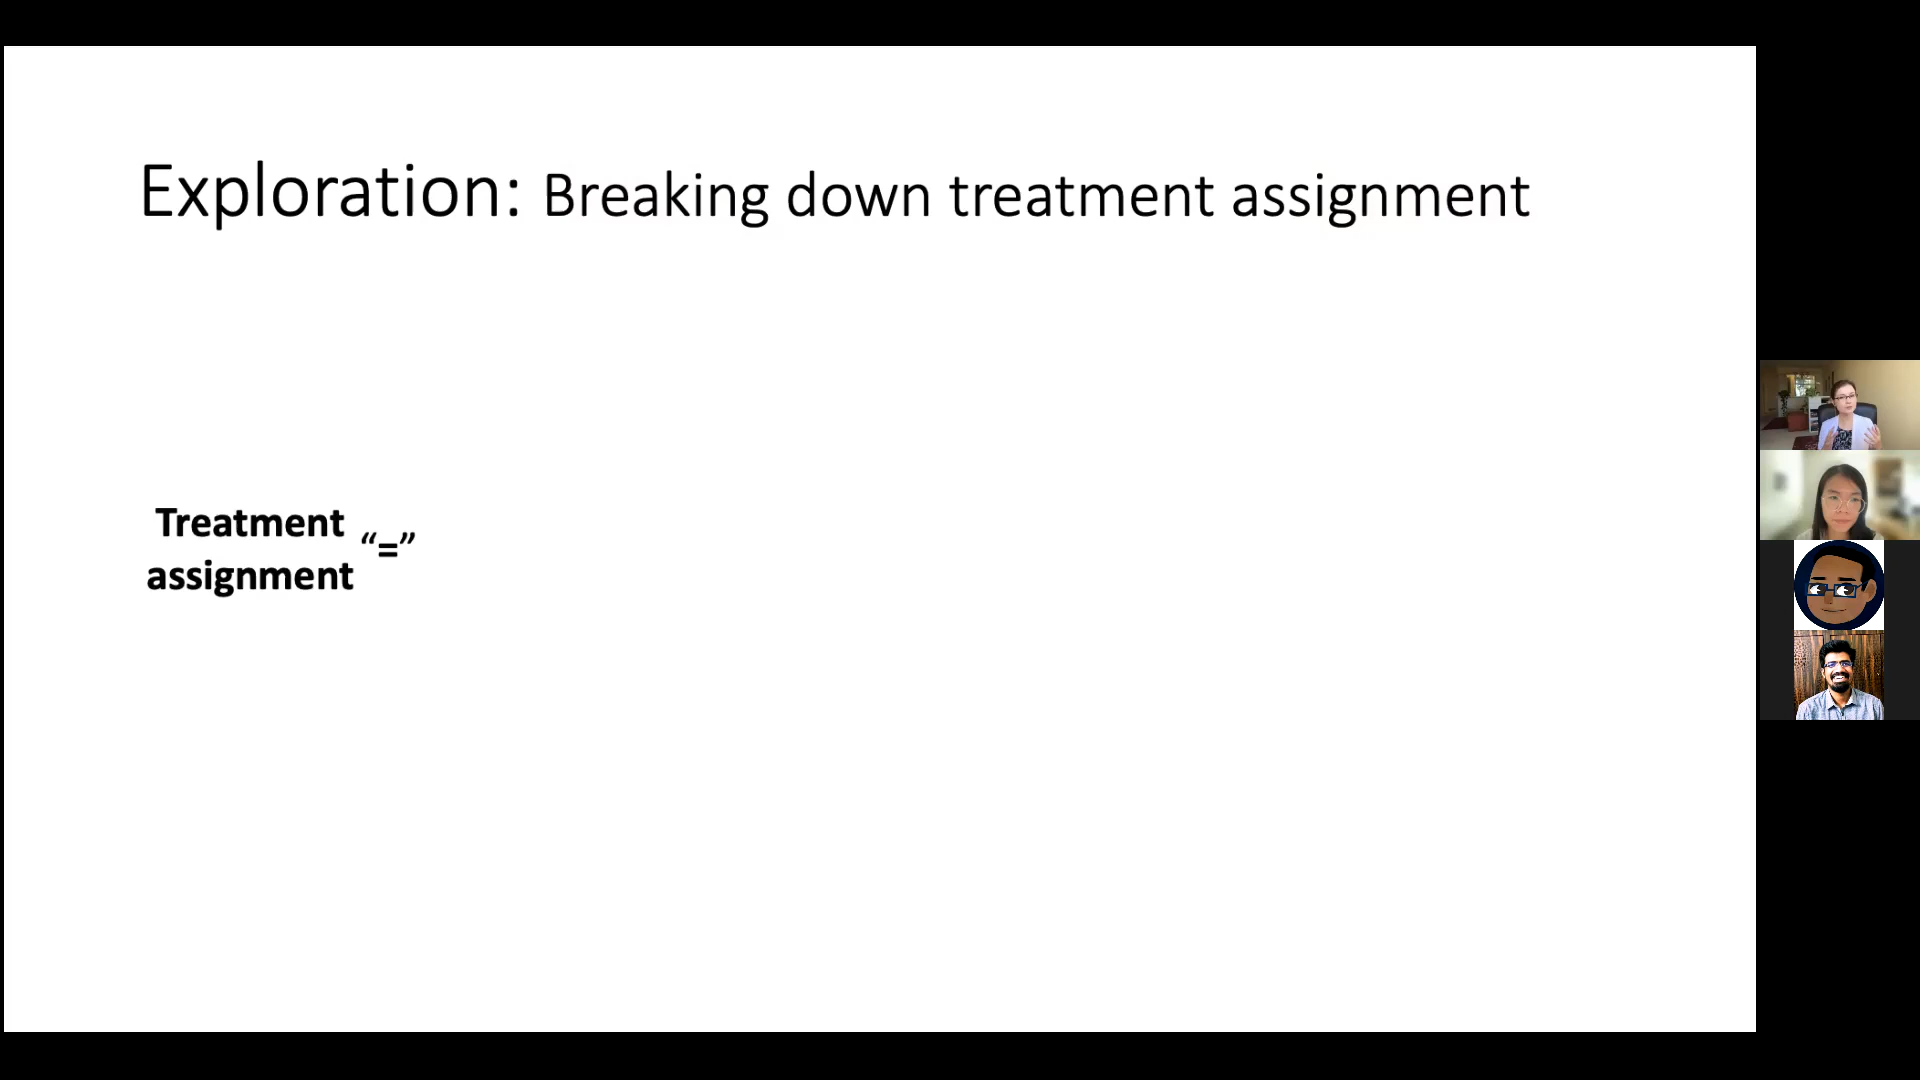 Exploration: Breaking down treatment assignment
Treatment
assignment “=”